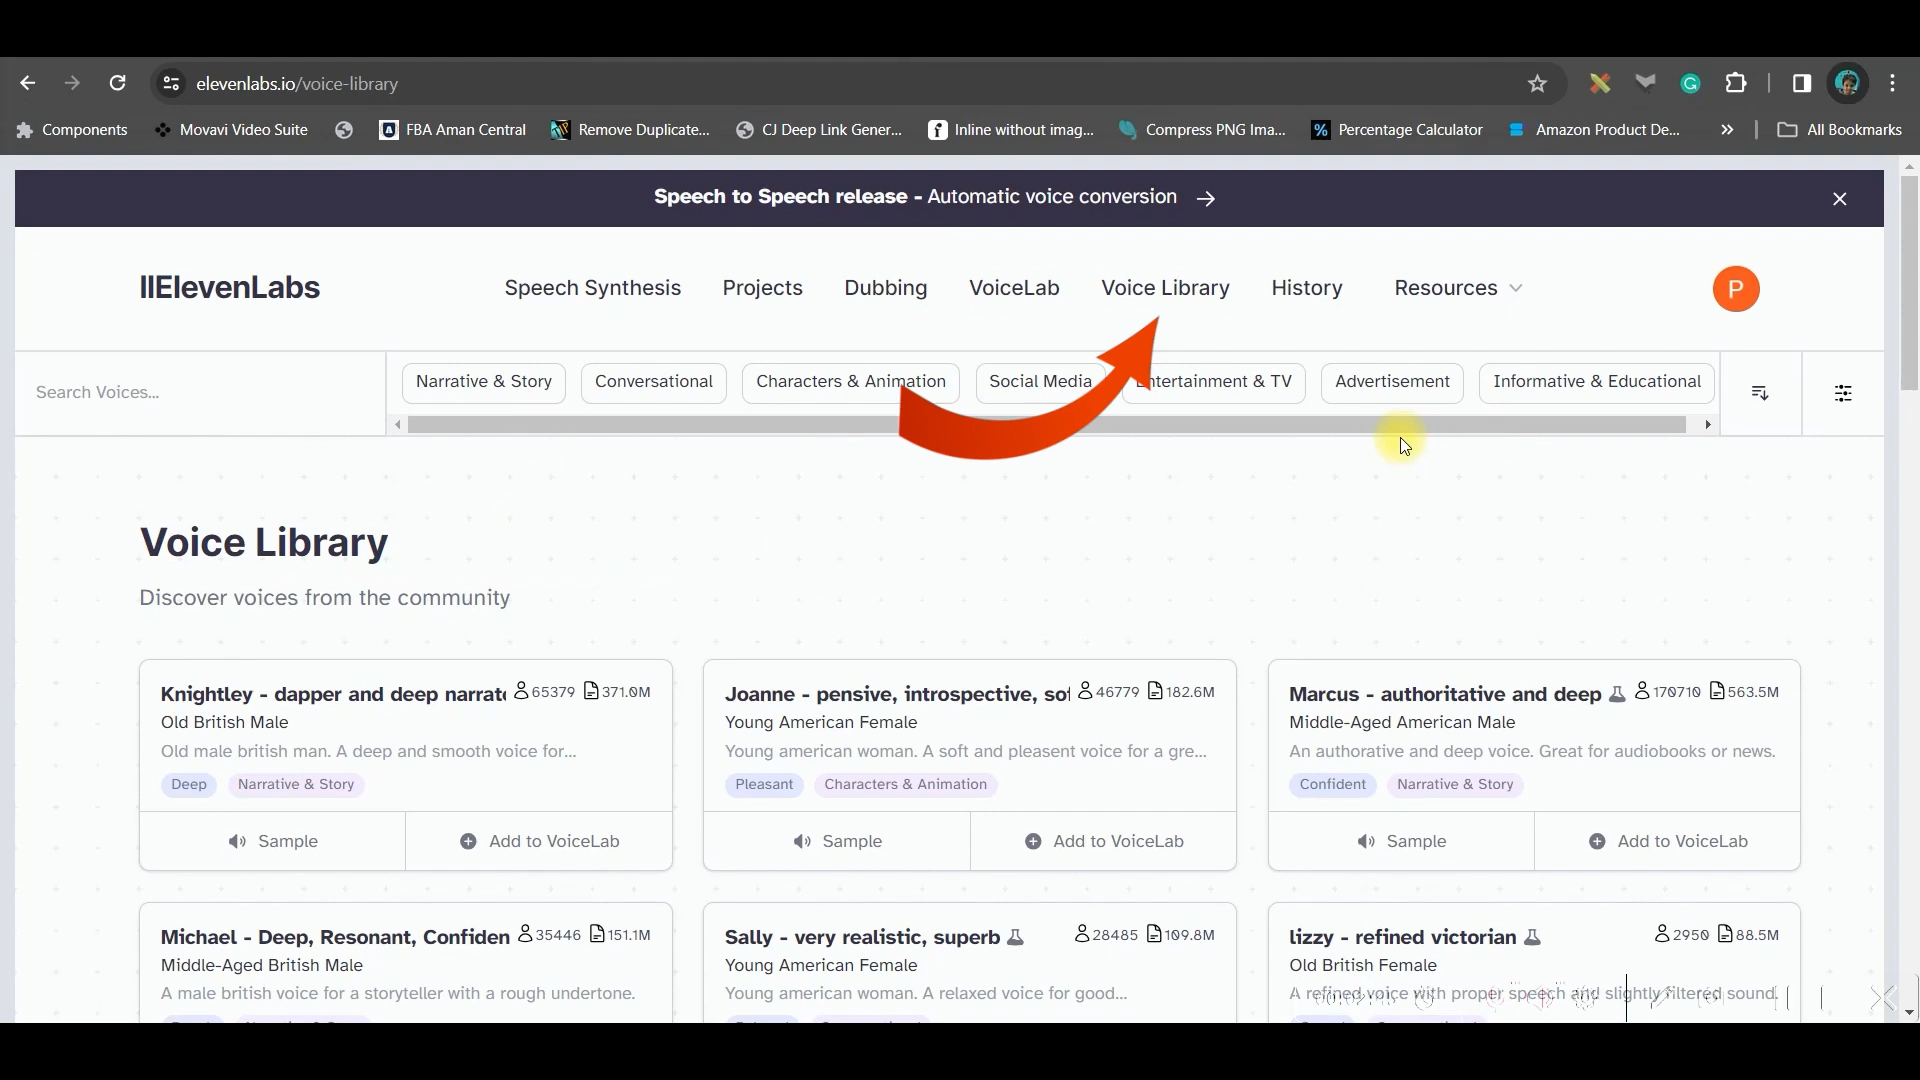 elevenlabs.io/voice-library
Components Movavi Video Suite FBA Aman Central Remove Duplicate... CJ Deep Link Gener... Inline without imag... Compress PNG Ima... Percentage Calculator Amazon Product De... All Bookmarks
Speech to Speech release - Automatic voice conversion →
IIElevenLabs Speech Synthesis Projects Dubbing VoiceLab Voice Library History Resources P
Search Voices... Narrative & Story Conversational Characters & Animation Social Media Entertainment & TV Advertisement Informative & Educational
Voice Library
Discover voices from the community
Knightley - dapper and deep narrat 65379 371.0M
Old British Male
Old male british man. A deep and smooth voice for...
Deep Narrative & Story
Sample Add to VoiceLab
Joanne - pensive, introspective, so 46779 182.6M
Young American Female
Young american woman. A soft and pleasent voice for a gre...
Pleasant Characters & Animation
Sample Add to VoiceLab
Marcus - authoritative and deep 170710 563.5M
Middle-Aged American Male
An authorative and deep voice. Great for audiobooks or news.
Confident Narrative & Story
Sample Add to VoiceLab
Michael - Deep, Resonant, Confiden 35446 151.1M
Middle-Aged British Male
A male british voice for a storyteller with a rough undertone.
Sally - very realistic, superb 28485 109.8M
Young American Female
Young american woman. A relaxed voice for good...
lizzy - refined victorian 2950 88.5M
Old British Female
A refined voice with proper speech and slightly filtered sound.